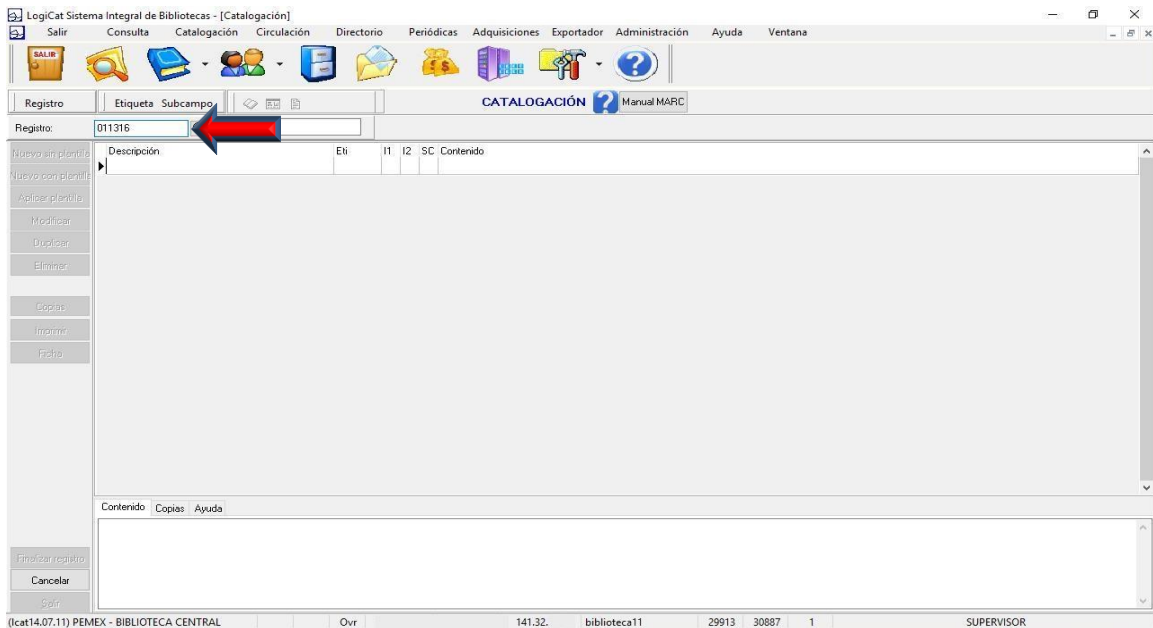 LogiCat Sistema Integral de Bibliotecas - [Catalogación]
Salir Consulta Catalogación Circulación Directorio Periódicas Adquisiciones Exportador Administración Ayuda Ventana
SALIR
Registro Etiqueta Subcampo CATALOGACIÓN Manual MARC
Registro: 011316
Nuevo sin plantilla Descripción Eti I1 I2 SC Contenido
Nuevo con plantilla
Aplicar plantilla
Modificar
Duplicar
Eliminar
Copias
Imprimir
Ficha
Contenido Copias Ayuda
Finalizar registro
Cancelar
Salir
(lcat14.07.11) PEMEX - BIBLIOTECA CENTRAL Ovr 141.32. biblioteca11 29913 30887 1 SUPERVISOR